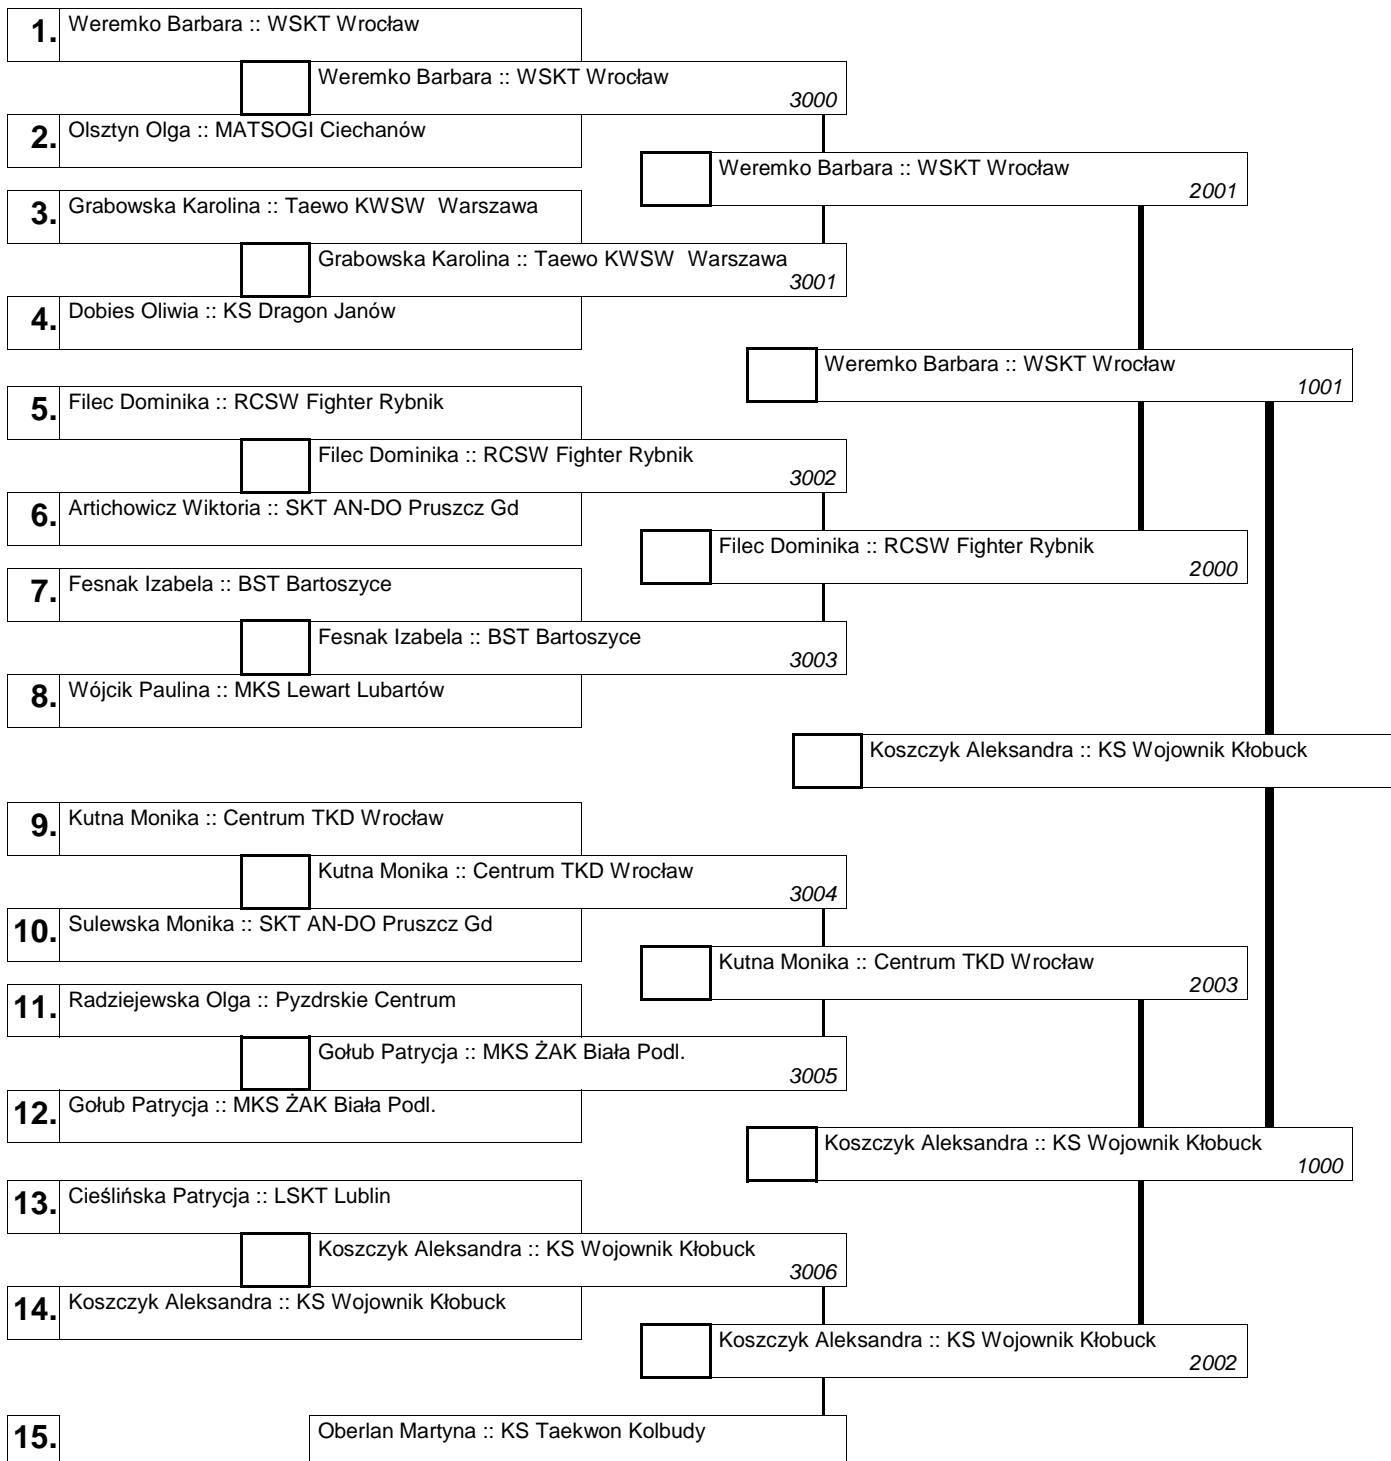 1. Weremko Barbara :: WSKT Wrocław
Weremko Barbara :: WSKT Wrocław
3000
2. Olsztyn Olga :: MATSOGI Ciechanów
Weremko Barbara :: WSKT Wrocław
2001
3. Grabowska Karolina :: Taewo KWSW  Warszawa
Grabowska Karolina :: Taewo KWSW  Warszawa
3001
4. Dobies Oliwia :: KS Dragon Janów
Weremko Barbara :: WSKT Wrocław
1001
5. Filec Dominika :: RCSW Fighter Rybnik
Filec Dominika :: RCSW Fighter Rybnik
3002
6. Artichowicz Wiktoria :: SKT AN-DO Pruszcz Gd
Filec Dominika :: RCSW Fighter Rybnik
2000
7. Fesnak Izabela :: BST Bartoszyce
Fesnak Izabela :: BST Bartoszyce
3003
8. Wójcik Paulina :: MKS Lewart Lubartów
Koszczyk Aleksandra :: KS Wojownik Kłobuck
9. Kutna Monika :: Centrum TKD Wrocław
Kutna Monika :: Centrum TKD Wrocław
3004
10. Sulewska Monika :: SKT AN-DO Pruszcz Gd
Kutna Monika :: Centrum TKD Wrocław
2003
11. Radziejewska Olga :: Pyzdrskie Centrum
Gołub Patrycja :: MKS ŻAK Biała Podl.
3005
12. Gołub Patrycja :: MKS ŻAK Biała Podl.
Koszczyk Aleksandra :: KS Wojownik Kłobuck
1000
13. Cieślińska Patrycja :: LSKT Lublin
Koszczyk Aleksandra :: KS Wojownik Kłobuck
3006
14. Koszczyk Aleksandra :: KS Wojownik Kłobuck
Koszczyk Aleksandra :: KS Wojownik Kłobuck
2002
15. Oberlan Martyna :: KS Taekwon Kolbudy